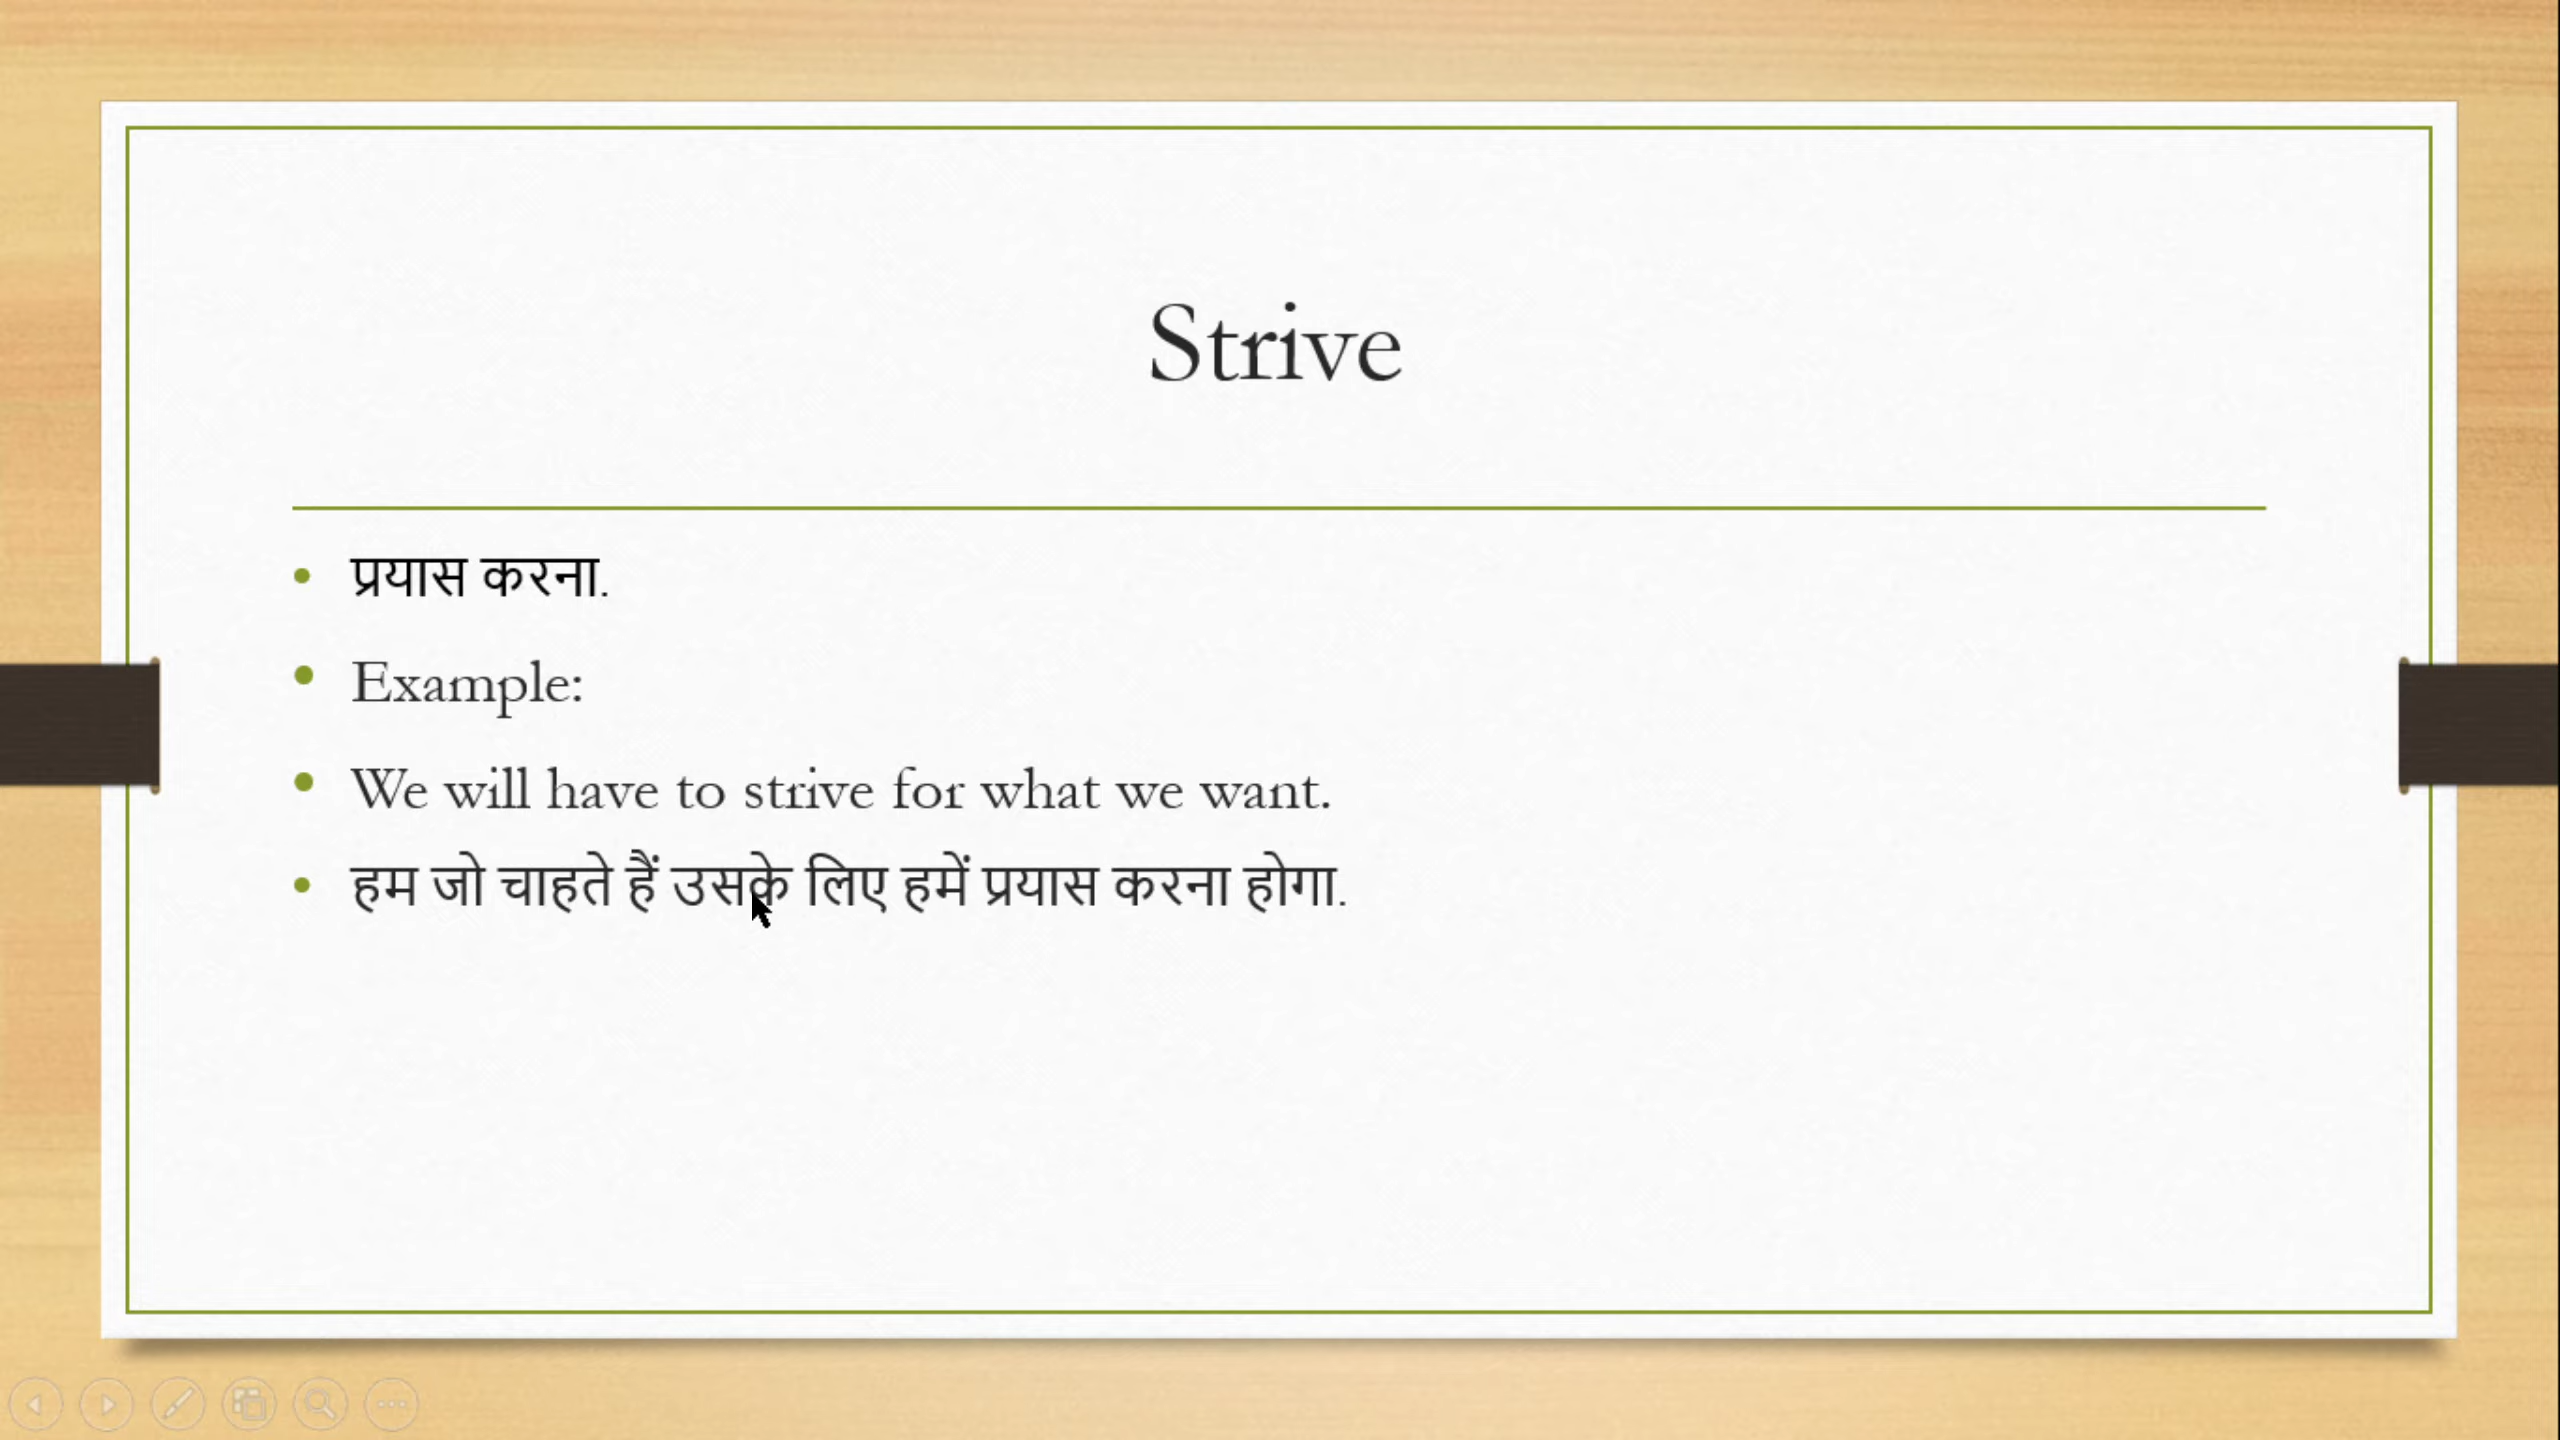 Strive
प्रयास करना.
Example:
We will have to strive for what we want.
हम जो चाहते हैं उसके लिए हमें प्रयास करना होगा.